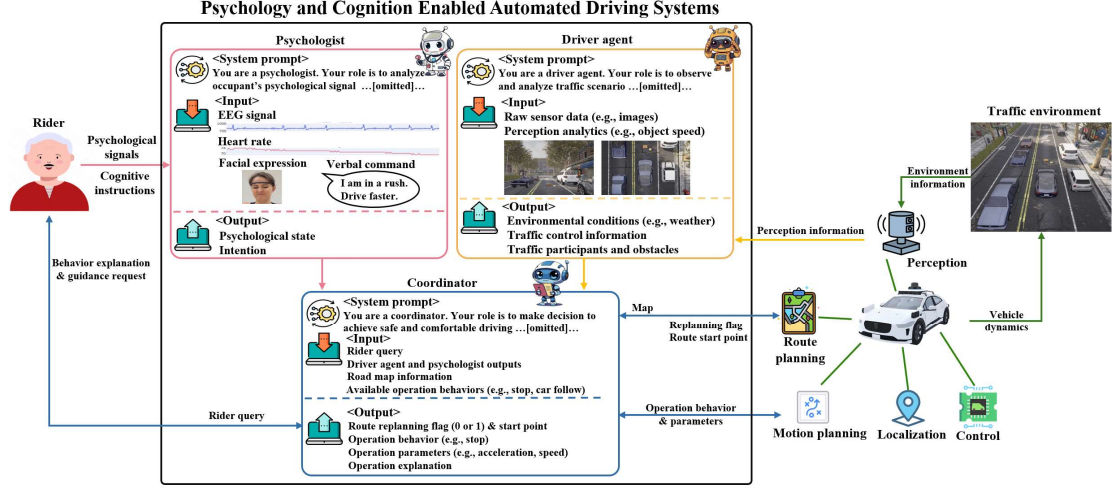 Psychology and Cognition Enabled Automated Driving Systems
Psychologist
<System prompt>
You are a psychologist. Your role is to analyze
occupant's psychological signal …[omitted]…
<Input>
EEG signal
Heart rate
Facial expression
Verbal command
I am in a rush.
Drive faster.
<Output>
Psychological state
Intention
Driver agent
<System prompt>
You are a driver agent. Your role is to observe
and analyze traffic scenario …[omitted]…
<Input>
Raw sensor data (e.g., images)
Perception analytics (e.g., object speed)
<Output>
Environmental conditions (e.g., weather)
Traffic control information
Traffic participants and obstacles
Rider
Psychological
signals
Cognitive
instructions
Behavior explanation
& guidance request
Rider query
Coordinator
<System prompt>
You are a coordinator. Your role is to make decision to
achieve safe and comfortable driving …[omitted]…
<Input>
Rider query
Driver agent and psychologist outputs
Road map information
Available operation behaviors (e.g., stop, car follow)
<Output>
Route replanning flag (0 or 1) & start point
Operation behavior (e.g., stop)
Operation parameters (e.g., acceleration, speed)
Operation explanation
Traffic environment
Environment
information
Perception information
Perception
Vehicle
dynamics
Map
Replanning flag
Route start point
Route
planning
Operation behavior
& parameters
Motion planning
Localization
Control